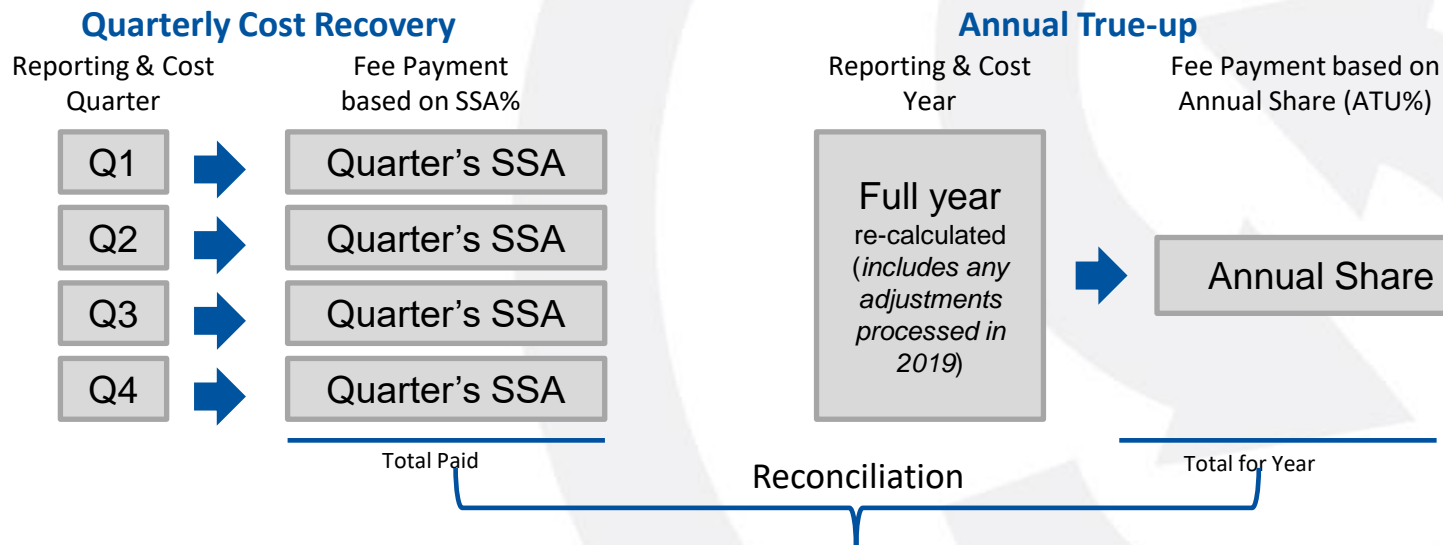 Quarterly Cost Recovery
Reporting & Cost
Quarter
Fee Payment
based on SSA%
Q1
Quarter’s SSA
Q2
Quarter’s SSA
Q3
Quarter’s SSA
Q4
Quarter’s SSA
Total Paid
Annual True-up
Reporting & Cost
Year
Fee Payment based on
Annual Share (ATU%)
Full year
re-calculated
(includes any
adjustments
processed in
2019)
Annual Share
Total for Year
Reconciliation